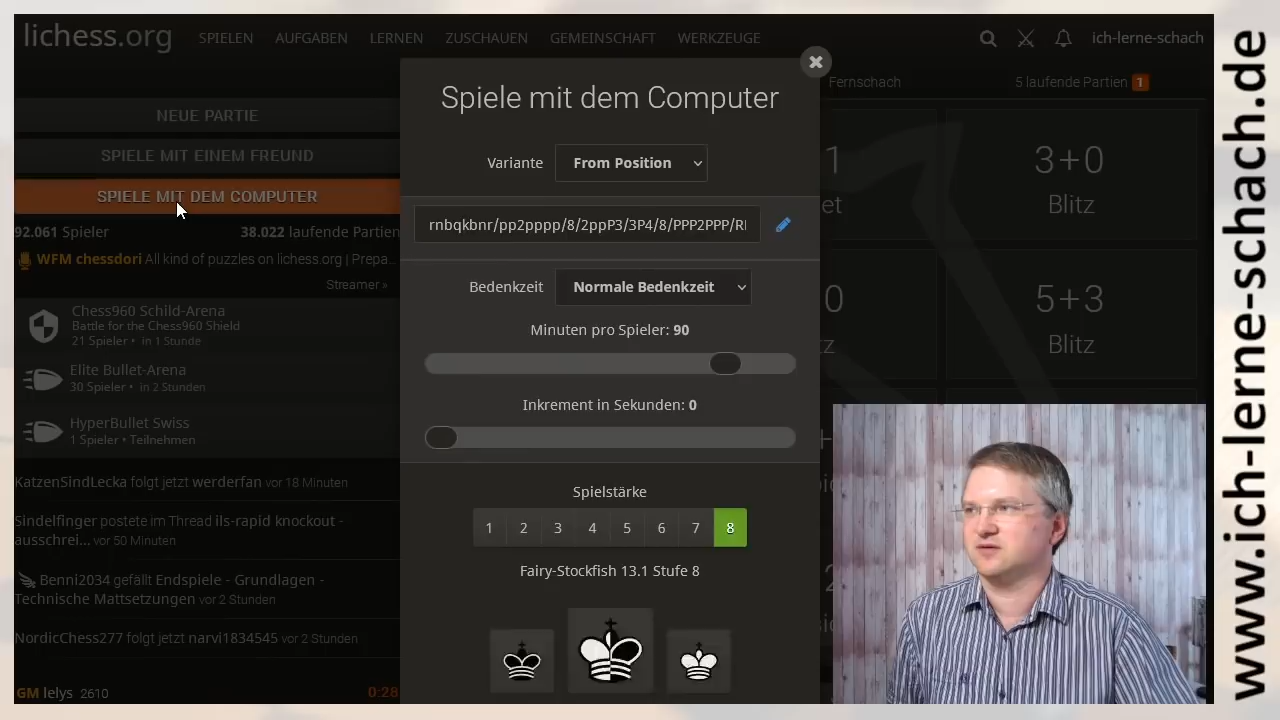 lichess.org
SPIELEN AUFGABEN LERNEN ZUSCHAUEN GEMEINSCHAFT WERKZEUGE
ich-lerne-schach
NEUE PARTIE
SPIELE MIT EINEM FREUND
SPIELE MIT DEM COMPUTER
92.061 Spieler 38.022 laufende Partien
WFM chessdori All kind of puzzles on lichess.org | Prepa...
Streamer »
Chess960 Schild-Arena
Battle for the Chess960 Shield
21 Spieler • in 1 Stunde
Elite Bullet-Arena
30 Spieler • in 2 Stunden
HyperBullet Swiss
1 Spieler • Teilnehmen
KatzenSindLecka folgt jetzt werderfan vor 18 Minuten
Sindelfinger postete im Thread ils-rapid knockout -
ausschrei... vor 50 Minuten
Benni2034 gefällt Endspiele - Grundlagen -
Technische Mattsetzungen vor 2 Stunden
NordicChess277 folgt jetzt narvi1834545 vor 2 Stunden
GM lelys 2610 0:28
Spiele mit dem Computer
Variante From Position
rnbqkbnr/pp2pppp/8/2ppP3/3P4/8/PPP2PPP/R
Bedenkzeit Normale Bedenkzeit
Minuten pro Spieler: 90
Inkrement in Sekunden: 0
Spielstärke
1 2 3 4 5 6 7 8
Fairy-Stockfish 13.1 Stufe 8
Fernschach
5 laufende Partien 1
3+0
Blitz
5+3
Blitz
www.ich-lerne-schach.de